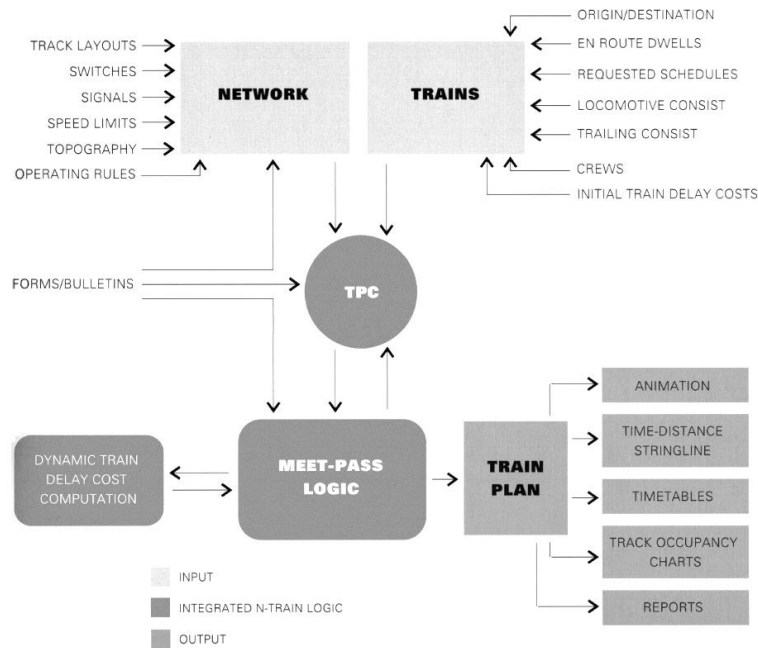 TRACK LAYOUTS
SWITCHES
SIGNALS
SPEED LIMITS
TOPOGRAPHY
OPERATING RULES
NETWORK
TRAINS
ORIGIN/DESTINATION
EN ROUTE DWELLS
REQUESTED SCHEDULES
LOCOMOTIVE CONSIST
TRAILING CONSIST
CREWS
INITIAL TRAIN DELAY COSTS
FORMS/BULLETINS
TPC
DYNAMIC TRAIN
DELAY COST
COMPUTATION
MEET-PASS
LOGIC
TRAIN
PLAN
ANIMATION
TIME-DISTANCE
STRINGLINE
TIMETABLES
TRACK OCCUPANCY
CHARTS
REPORTS
INPUT
INTEGRATED N-TRAIN LOGIC
OUTPUT